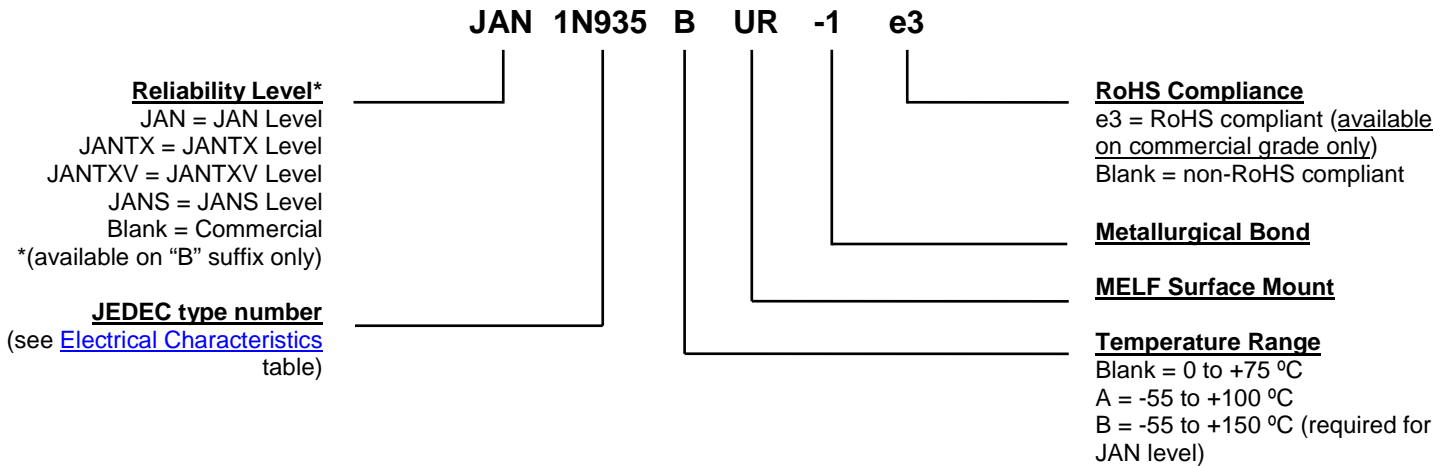 JAN 1N935 B UR -1 e3
Reliability Level*
JAN = JAN Level
JANTX = JANTX Level
JANTXV = JANTXV Level
JANS = JANS Level
Blank = Commercial
*(available on “B” suffix only)
JEDEC type number
(see Electrical Characteristics
table)
RoHS Compliance
e3 = RoHS compliant (available
on commercial grade only)
Blank = non-RoHS compliant
Metallurgical Bond
MELF Surface Mount
Temperature Range
Blank = 0 to +75 ºC
A = -55 to +100 ºC
B = -55 to +150 ºC (required for
JAN level)